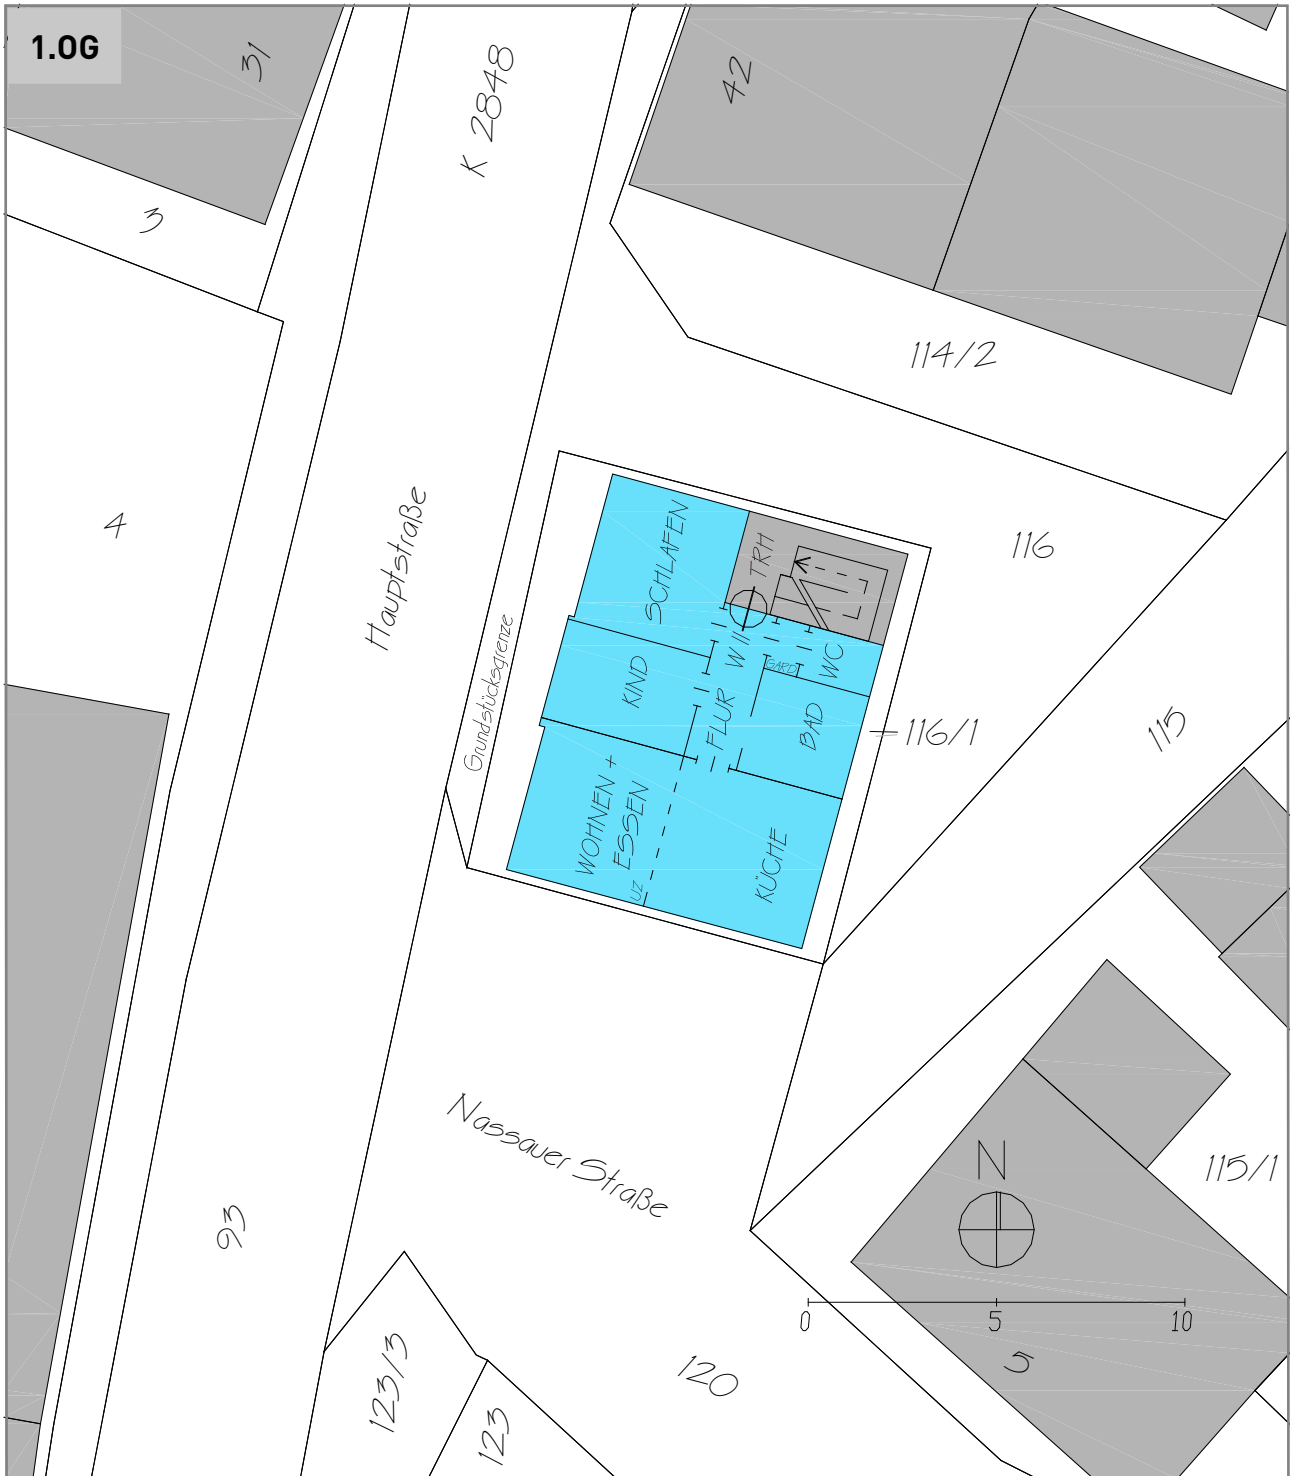 1.OG
31
K 2848
42
3
114/2
4
Hauptstraße
116
SCHLAFEN
TRH
W II
GARD
WC
KIND
FLUR
BAD
Grundstücksgrenze
116/1
115
WOHNEN +
ESSEN
UZ
KÜCHE
Nassauer Straße
N
115/1
93
0 5 10
5
123/3
120
123